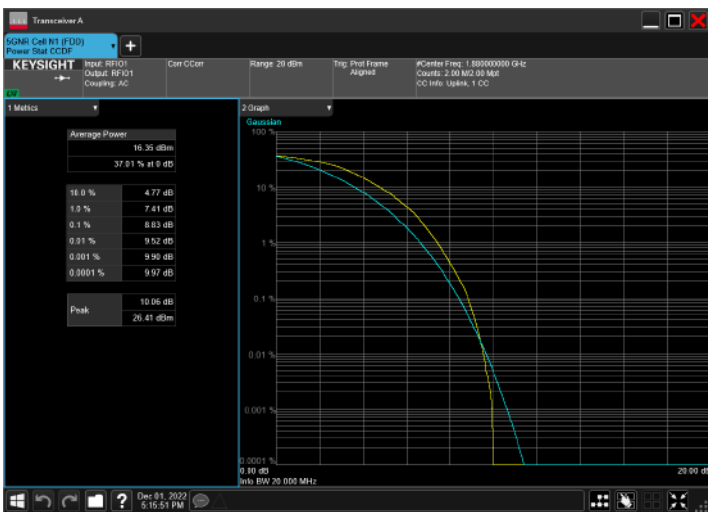 Transceiver A
5GNR Cell N1 (FDD)
Power Stat CCDF
KEYSIGHT
Input: RFIO1
Output: RFIO1
Coupling: AC
Corr CCorr
Range: 20 dBm
Trig: Prot Frame
Aligned
#Center Freq: 1.880000000 GHz
Counts: 2.00 M/2.00 Mpt
CC Info: Uplink, 1 CC
1 Metrics
2 Graph
Gaussian
Average Power
16.35 dBm
37.01 % at 0 dB
10.0 % 4.77 dB
1.0 % 7.41 dB
0.1 % 8.83 dB
0.01 % 9.52 dB
0.001 % 9.90 dB
0.0001 % 9.97 dB
Peak
10.06 dB
26.41 dBm
100 %
10 %
1 %
0.1 %
0.01 %
0.001 %
0.0001 %
0.00 dB
20.00 dB
Info BW 20.000 MHz
?
Dec 01, 2022
5:15:51 PM